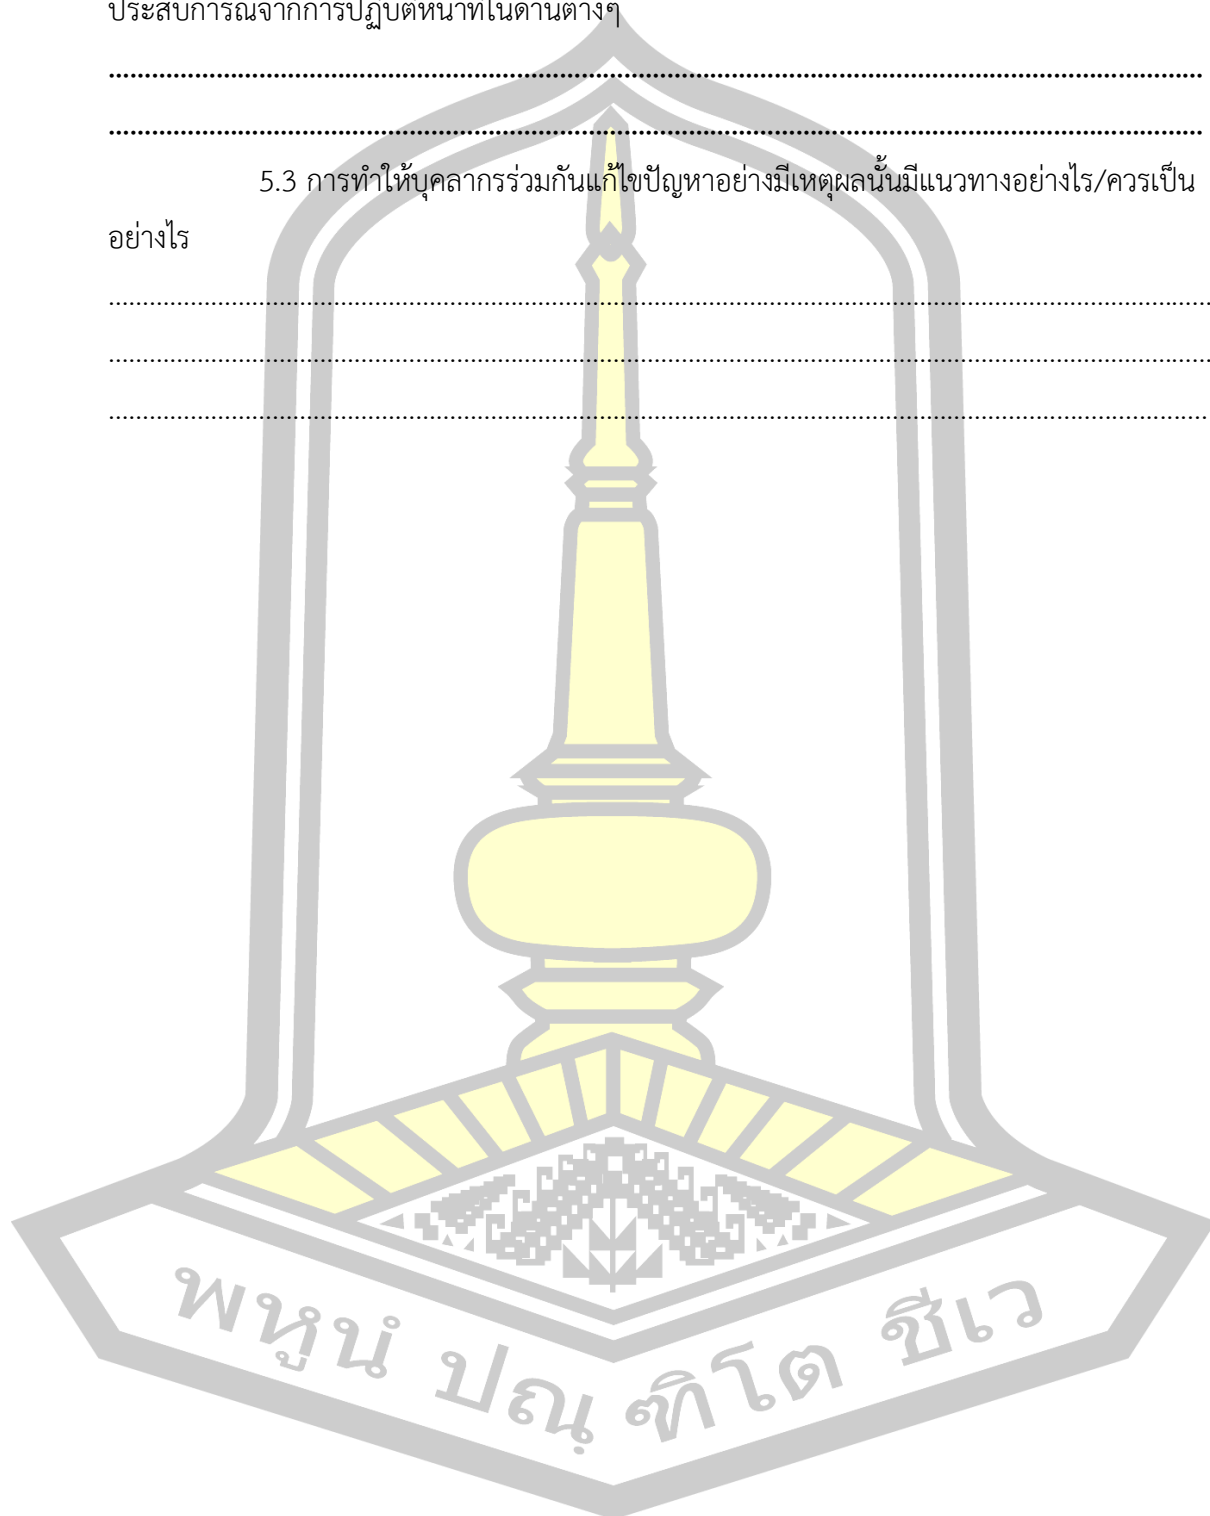 ประสบการณ์จากการปฏิบัติหน้าที่ในด้านต่างๆ
................................................................................................................................................................
................................................................................................................................................................
5.3 การทำให้บุคลากรร่วมกันแก้ไขปัญหาอย่างมีเหตุผลนั้นมีแนวทางอย่างไร/ควรเป็น
อย่างไร
................................................................................................................................................................
................................................................................................................................................................
................................................................................................................................................................
พหูนํ ปณฺฑิโต ชีเว